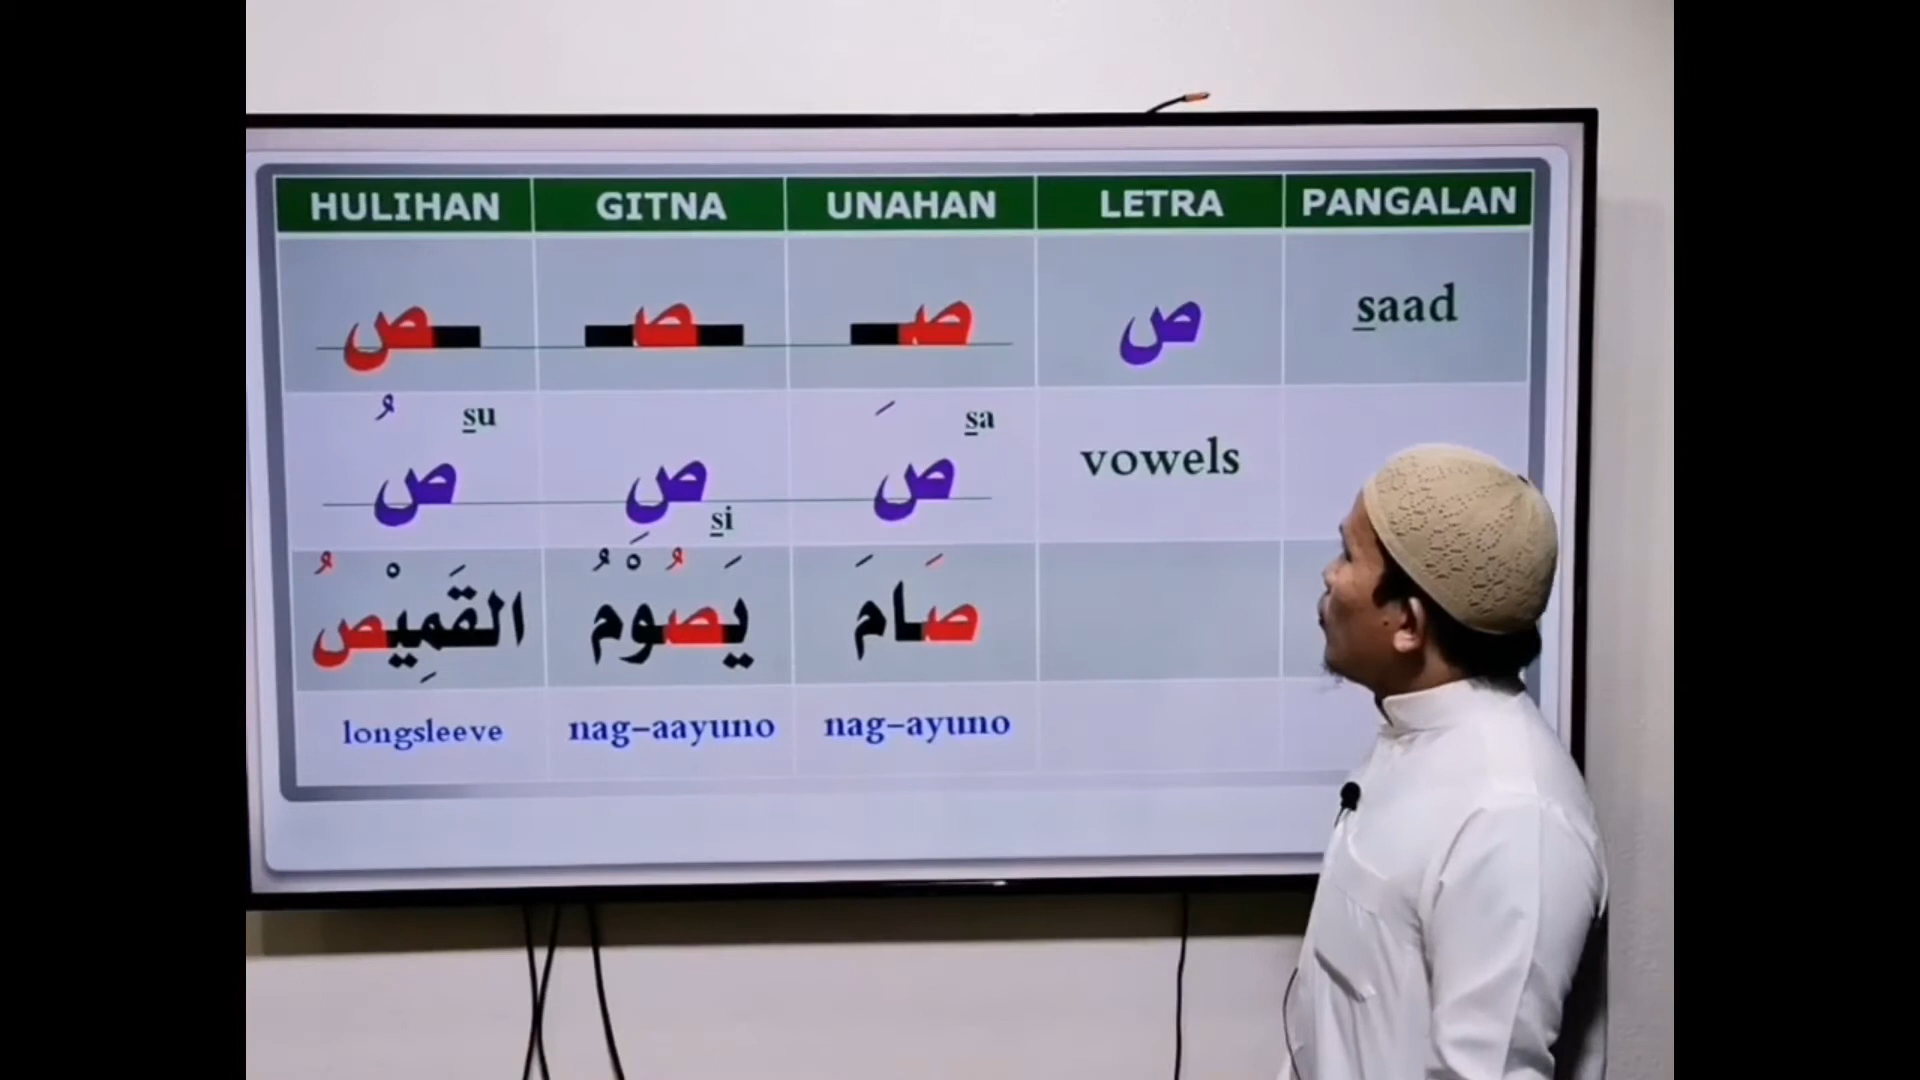 HULIHAN GITNA UNAHAN LETRA PANGALAN
ص ص ص ص saad
ُ su َ sa
ص صِ ص vowels
si
القَمِيْصُ يَصُوْمُ صَامَ
longsleeve nag-aayuno nag-ayuno